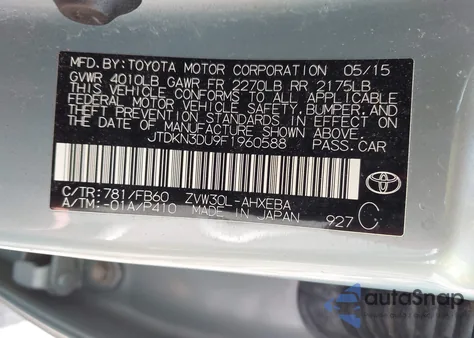 MFD.BY:TOYOTA MOTOR CORPORATION 05/15
GVWR 4010LB GAWR FR 2270LB RR 2175LB
THIS VEHICLE CONFORMS TO ALL APPLICABLE
FEDERAL MOTOR VEHICLE SAFETY, BUMPER, AND
THEFT PREVENTION STANDARDS IN EFFECT ON
THE DATE OF MANUFACTURE SHOWN ABOVE.
JTDKN3DU9F1960588 PASS.CAR
C/TR:781/FB60 ZVW30L-AHXEBA
A/TM:-01A/P410 MADE IN JAPAN 927 C
autoSnap